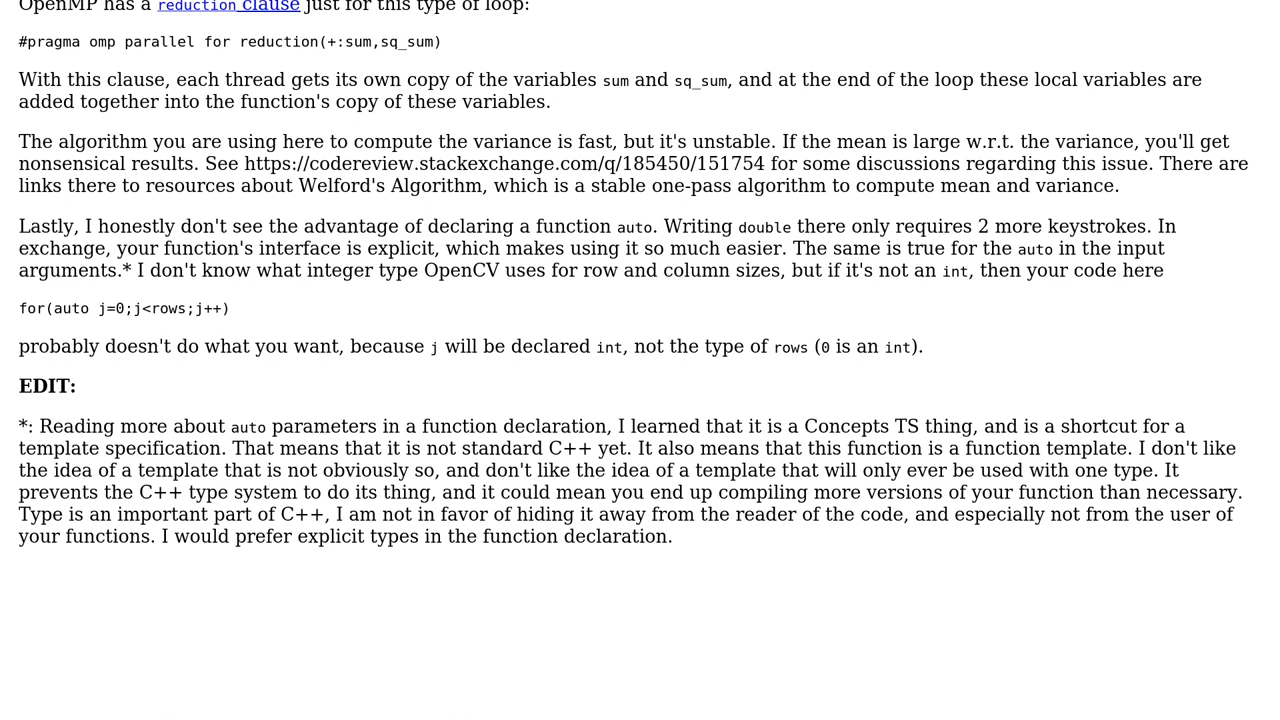 OpenMP has a reduction clause just for this type of loop:
#pragma omp parallel for reduction(+:sum,sq_sum)
With this clause, each thread gets its own copy of the variables sum and sq_sum, and at the end of the loop these local variables are
added together into the function's copy of these variables.
The algorithm you are using here to compute the variance is fast, but it's unstable. If the mean is large w.r.t. the variance, you'll get
nonsensical results. See https://codereview.stackexchange.com/q/185450/151754 for some discussions regarding this issue. There are
links there to resources about Welford's Algorithm, which is a stable one-pass algorithm to compute mean and variance.
Lastly, I honestly don't see the advantage of declaring a function auto. Writing double there only requires 2 more keystrokes. In
exchange, your function's interface is explicit, which makes using it so much easier. The same is true for the auto in the input
arguments.* I don't know what integer type OpenCV uses for row and column sizes, but if it's not an int, then your code here
for(auto j=0;j<rows;j++)
probably doesn't do what you want, because j will be declared int, not the type of rows (0 is an int).
EDIT:
*: Reading more about auto parameters in a function declaration, I learned that it is a Concepts TS thing, and is a shortcut for a
template specification. That means that it is not standard C++ yet. It also means that this function is a function template. I don't like
the idea of a template that is not obviously so, and don't like the idea of a template that will only ever be used with one type. It
prevents the C++ type system to do its thing, and it could mean you end up compiling more versions of your function than necessary.
Type is an important part of C++, I am not in favor of hiding it away from the reader of the code, and especially not from the user of
your functions. I would prefer explicit types in the function declaration.